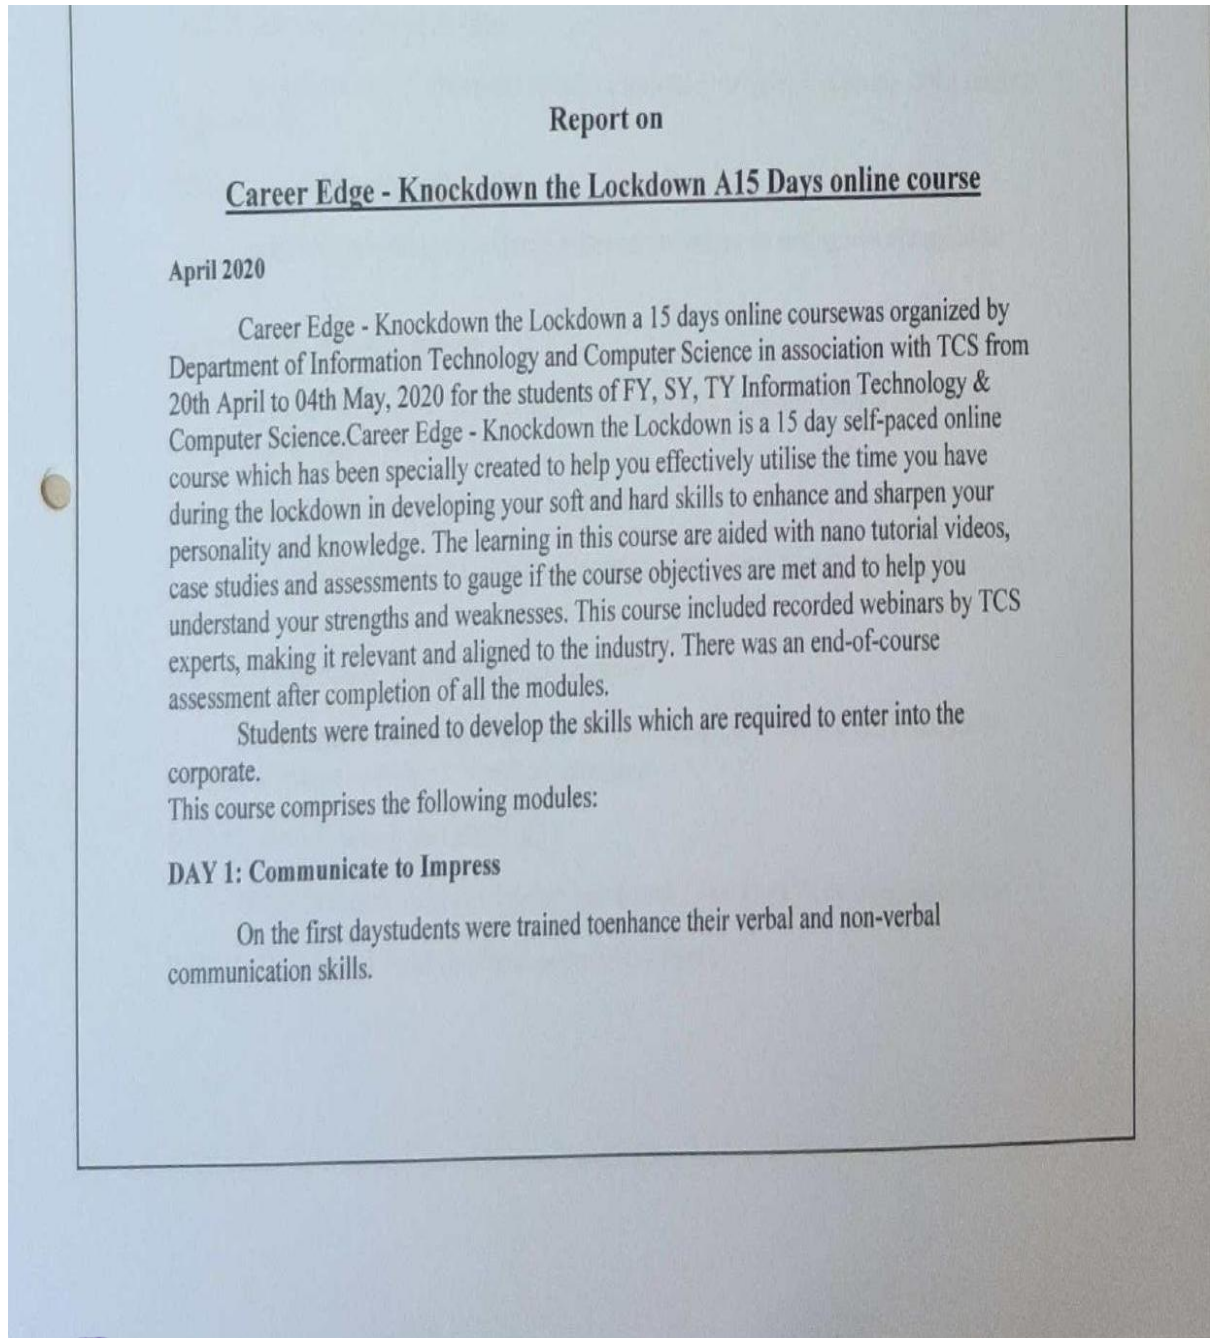 Report on
Career Edge - Knockdown the Lockdown A15 Days online course
April 2020
Career Edge - Knockdown the Lockdown a 15 days online coursewas organized by
Department of Information Technology and Computer Science in association with TCS from
20th April to 04th May, 2020 for the students of FY, SY, TY Information Technology &
Computer Science.Career Edge - Knockdown the Lockdown is a 15 day self-paced online
course which has been specially created to help you effectively utilise the time you have
during the lockdown in developing your soft and hard skills to enhance and sharpen your
personality and knowledge. The learning in this course are aided with nano tutorial videos,
case studies and assessments to gauge if the course objectives are met and to help you
understand your strengths and weaknesses. This course included recorded webinars by TCS
experts, making it relevant and aligned to the industry. There was an end-of-course
assessment after completion of all the modules.
Students were trained to develop the skills which are required to enter into the
corporate.
This course comprises the following modules:
DAY 1: Communicate to Impress
On the first daystudents were trained toenhance their verbal and non-verbal
communication skills.